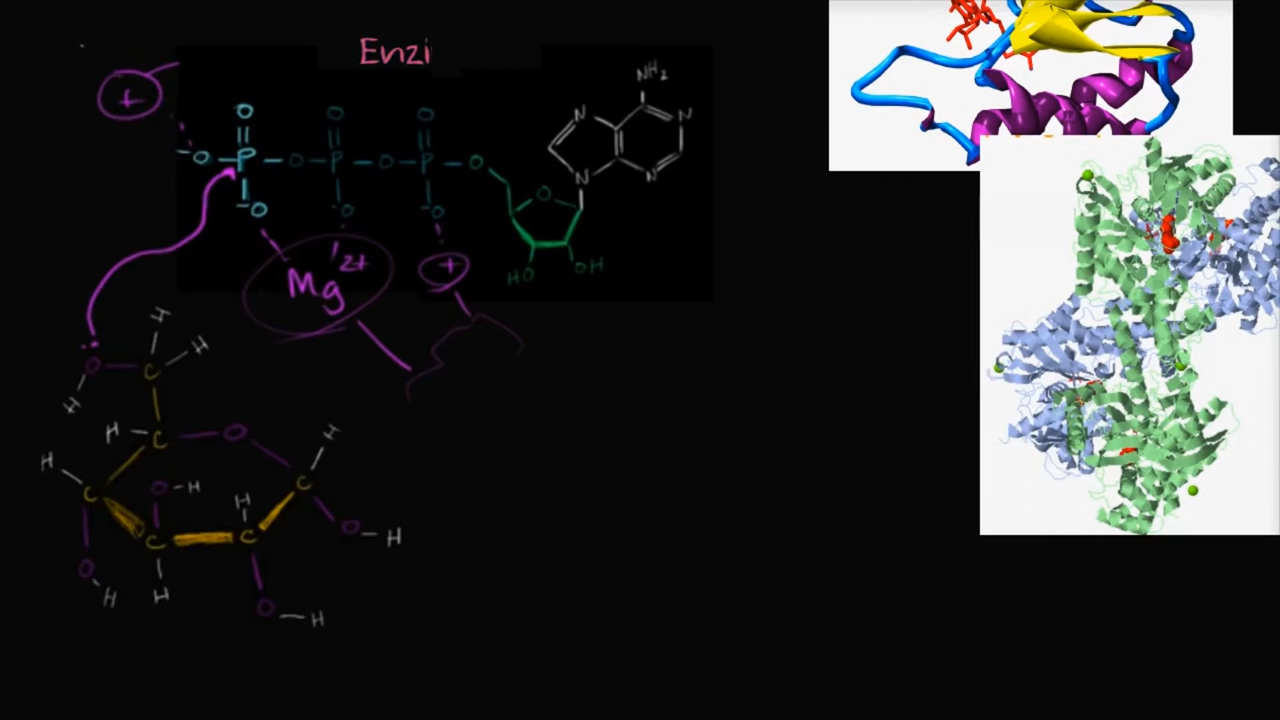 Enzi
+
NH₂
O O O
N N
⁻O P O P O P O
O
N N
⁻O ⁻O ⁻O
Mg²⁺ +
HO OH
H
H
O C
H
H C O H
H
C O-H H C
O-H
C C
O H
H H
O-H